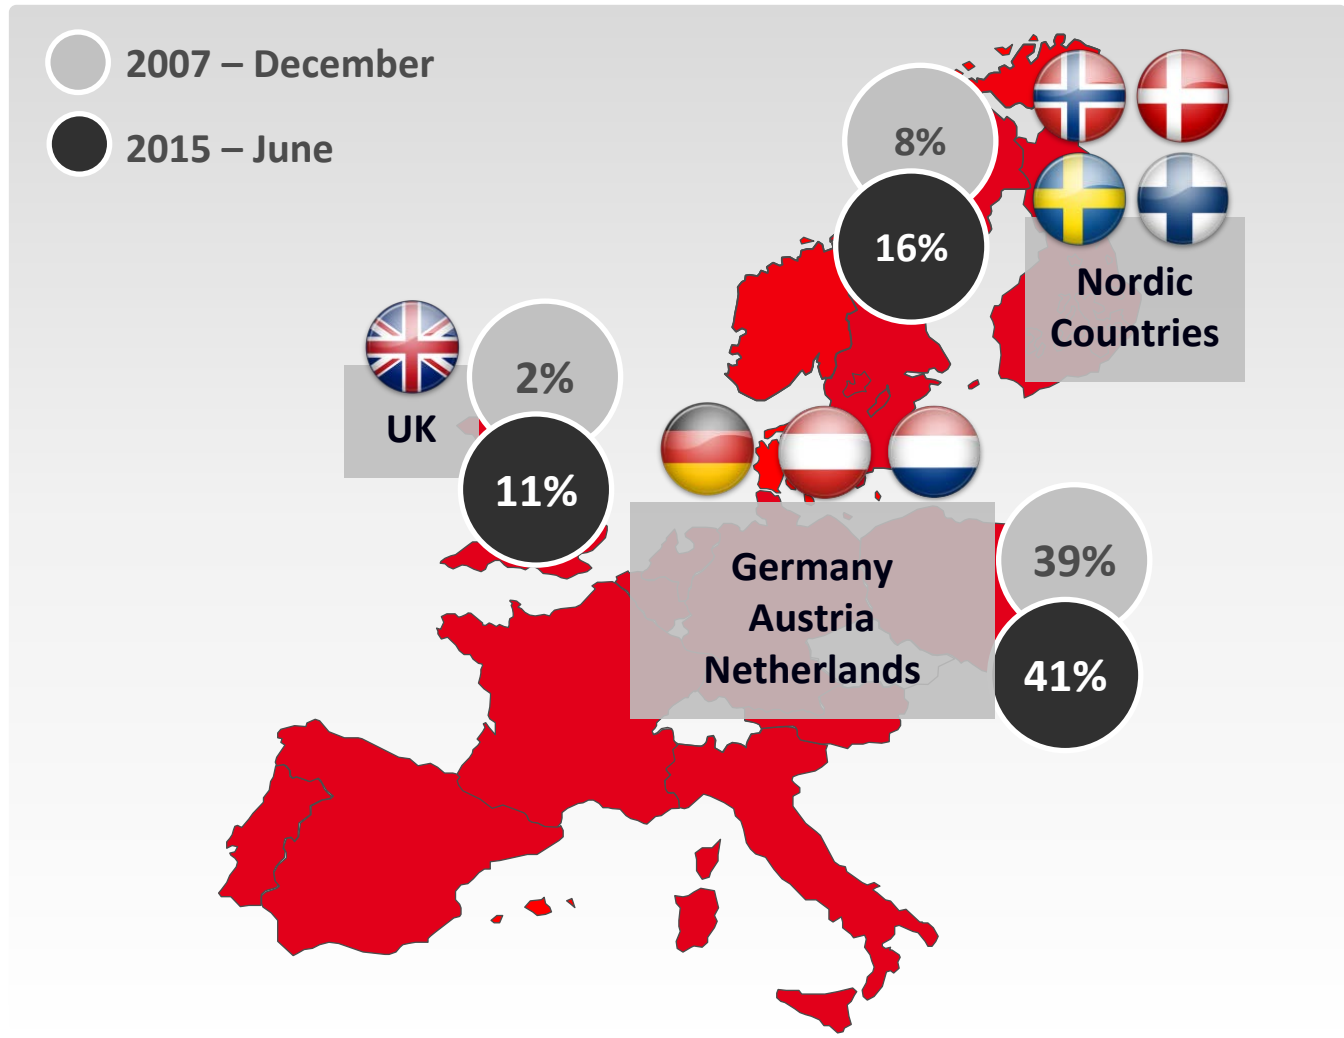 2007 – December
2015 – June
8%
16%
Nordic
Countries
2%
UK
11%
Germany
Austria
Netherlands
39%
41%